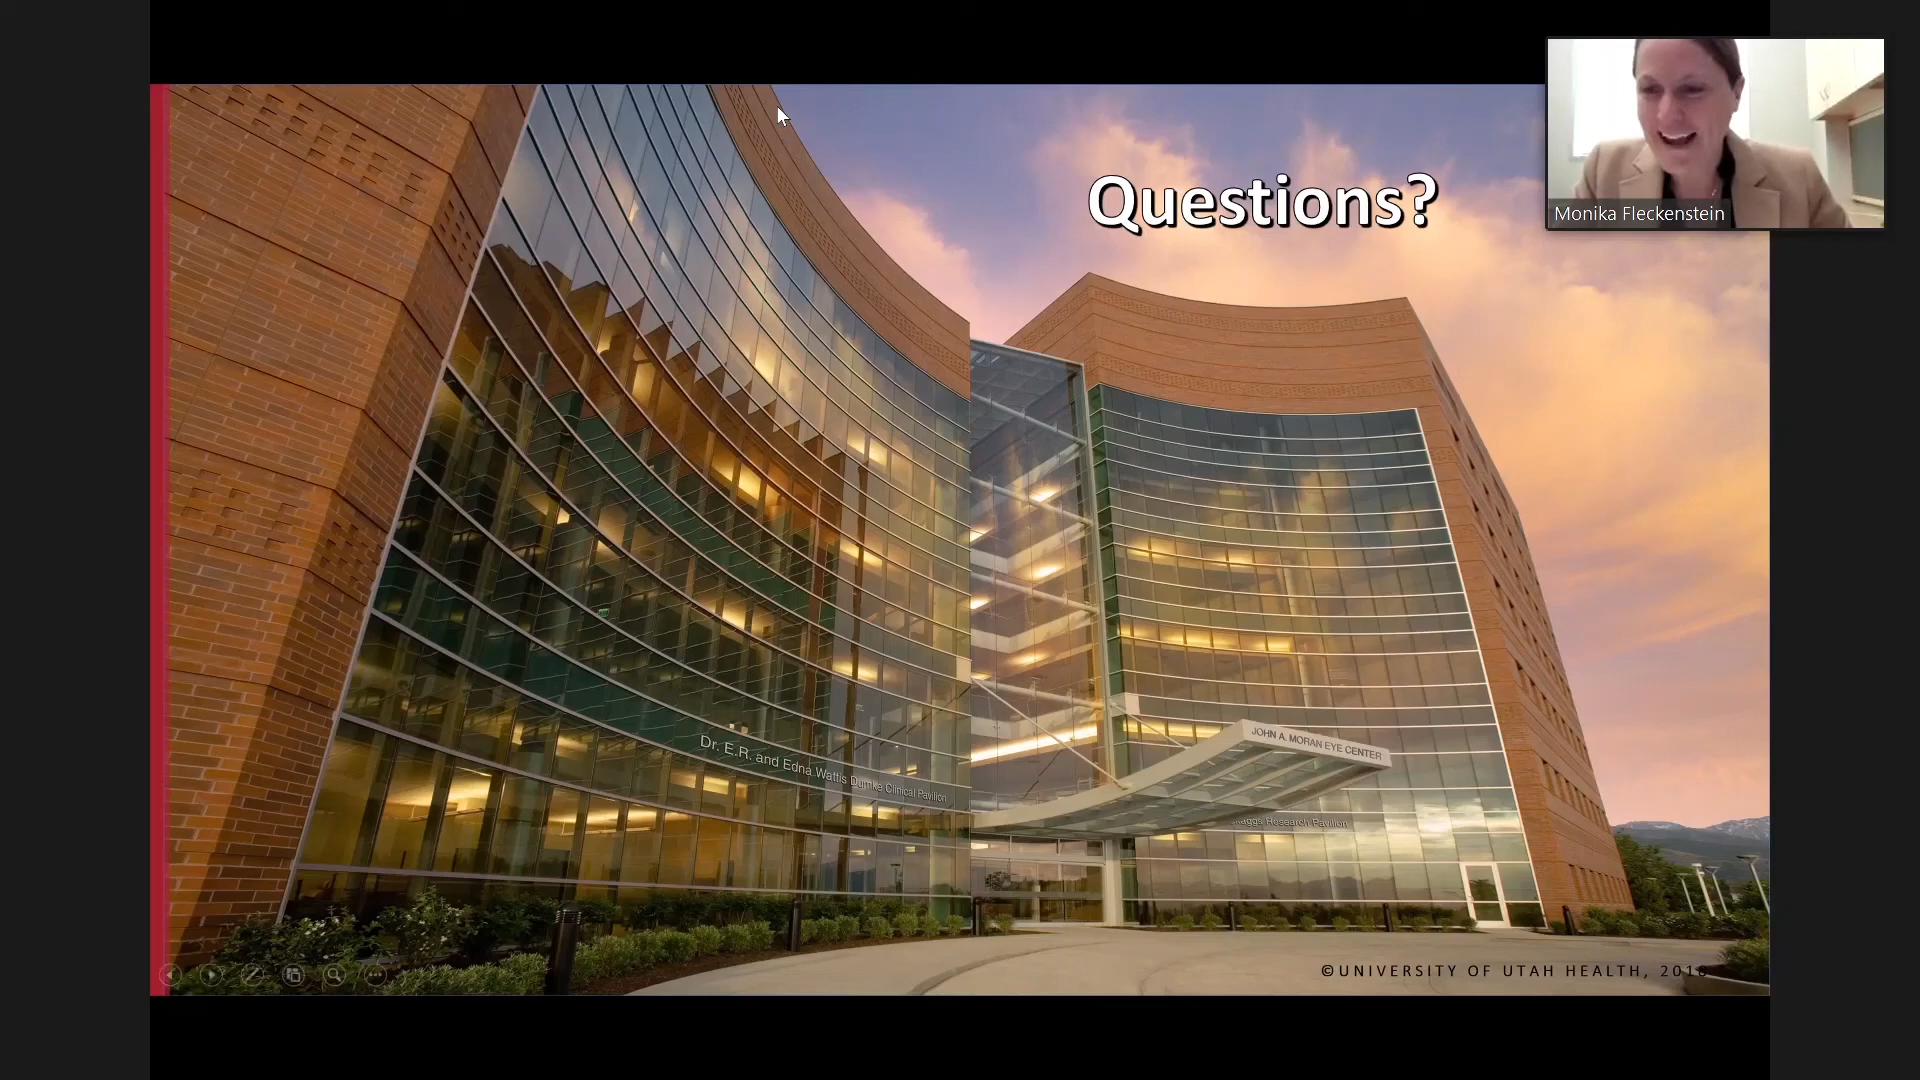 Questions?
Monika Fleckenstein
Dr. E.R. and Edna Wattis Dumke Clinical Pavilion
JOHN A. MORAN EYE CENTER
Research Pavilion
©UNIVERSITY OF UTAH HEALTH, 2018